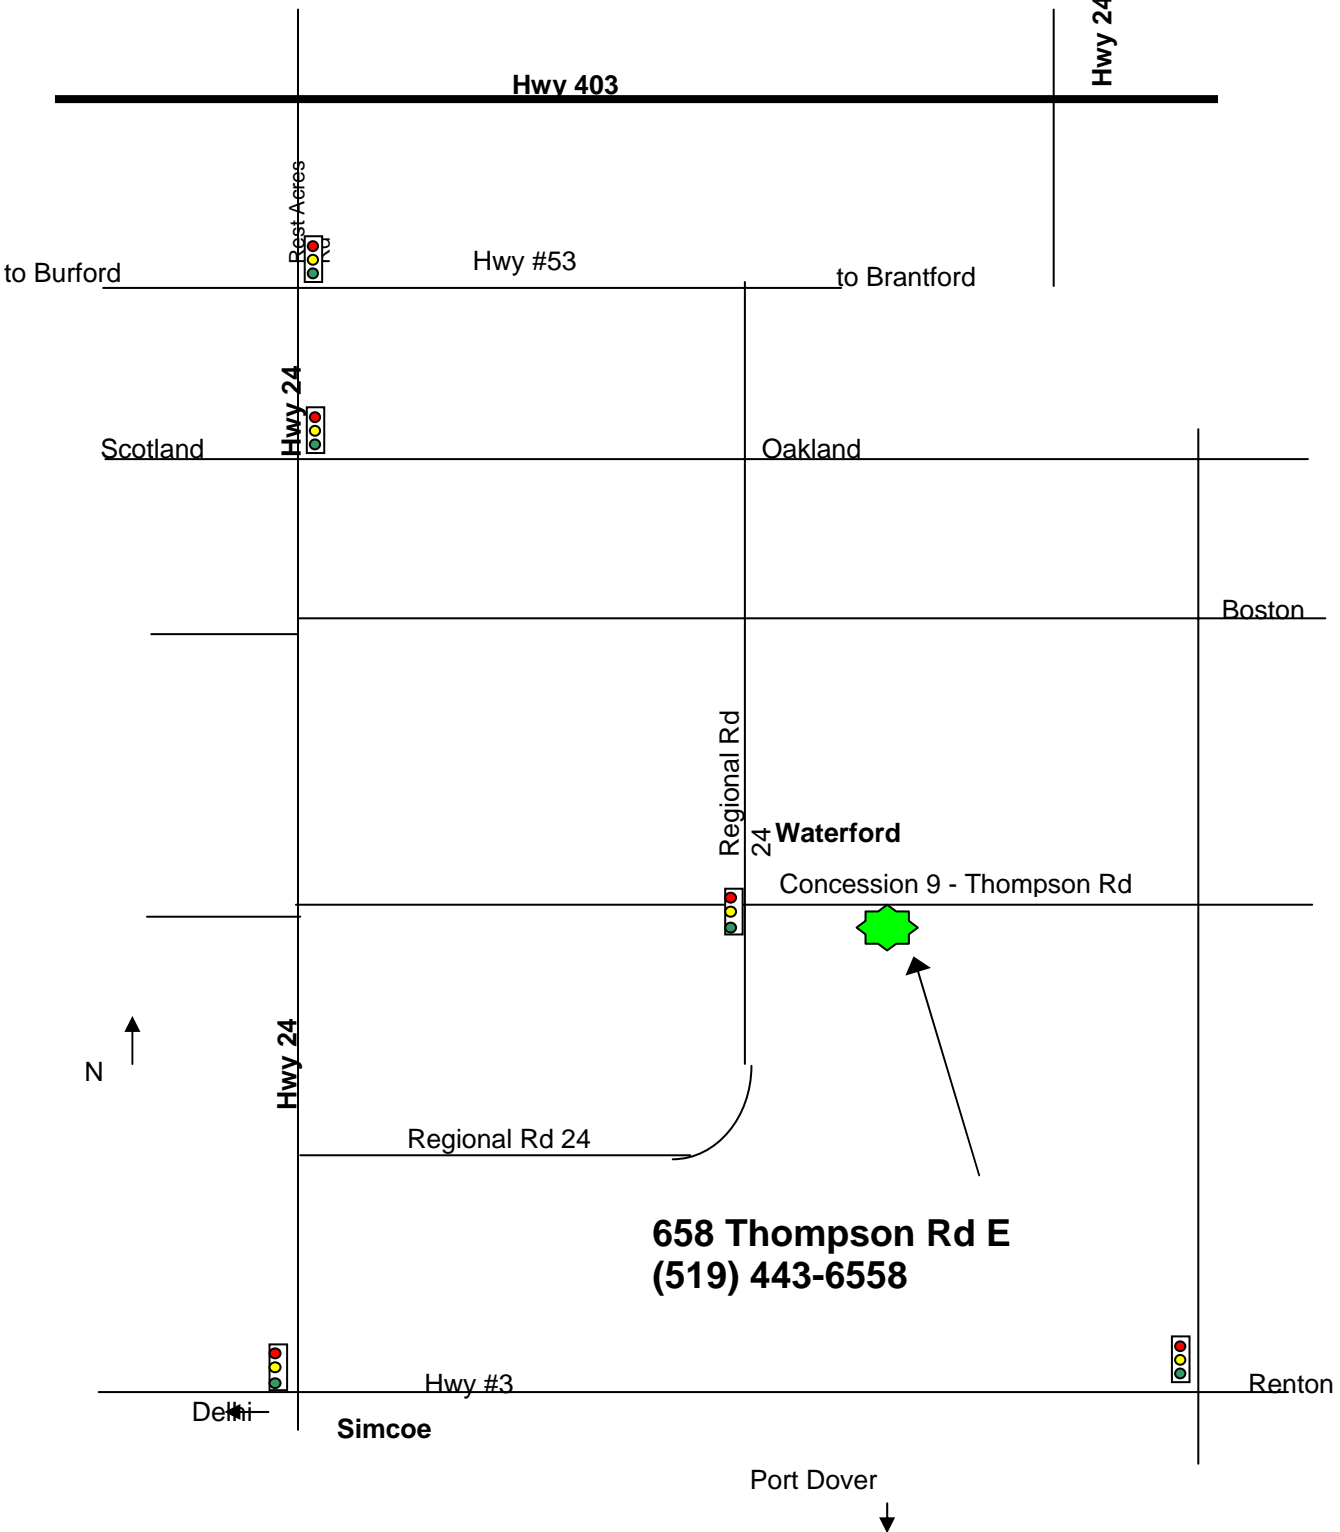 Hwy 24
Hwy 403
Rest Acres
Rd
to Burford
Hwy #53
to Brantford
Hwy 24
Scotland
Oakland
Boston
Regional Rd
24
Waterford
Concession 9 - Thompson Rd
N
Hwy 24
Regional Rd 24
658 Thompson Rd E
(519) 443-6558
Hwy #3
Renton
Delhi
Simcoe
Port Dover